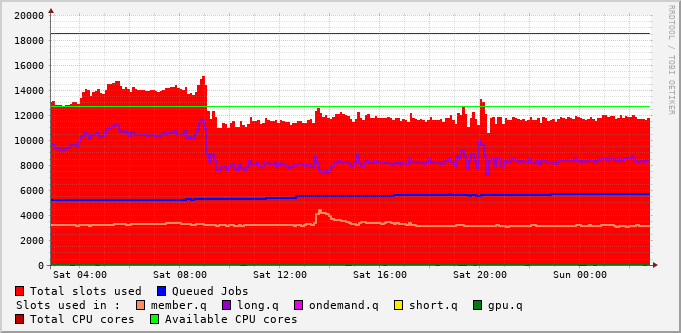 RRDTOOL / TOBI OETIKER
20000
18000
16000
14000
12000
10000
8000
6000
4000
2000
0
Sat 04:00 Sat 08:00 Sat 12:00 Sat 16:00 Sat 20:00 Sun 00:00
Total slots used Queued Jobs
Slots used in : member.q long.q ondemand.q short.q gpu.q
Total CPU cores Available CPU cores